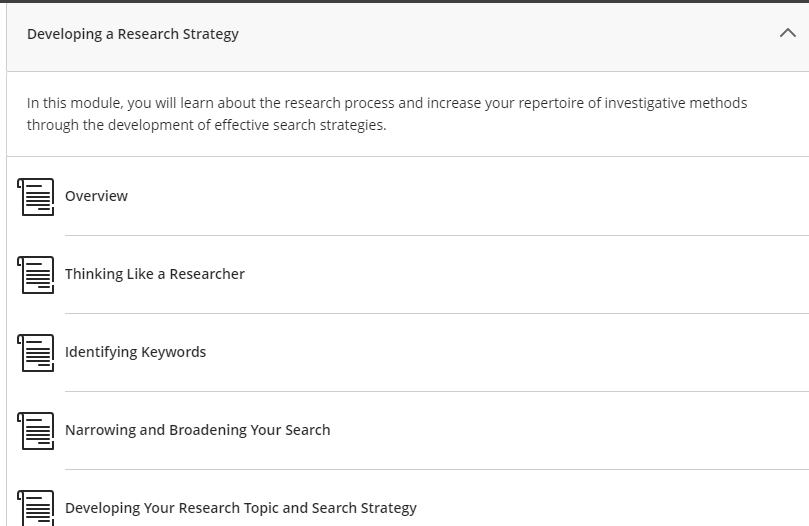 Developing a Research Strategy
In this module, you will learn about the research process and increase your repertoire of investigative methods
through the development of effective search strategies.
Overview
Thinking Like a Researcher
Identifying Keywords
Narrowing and Broadening Your Search
Developing Your Research Topic and Search Strategy